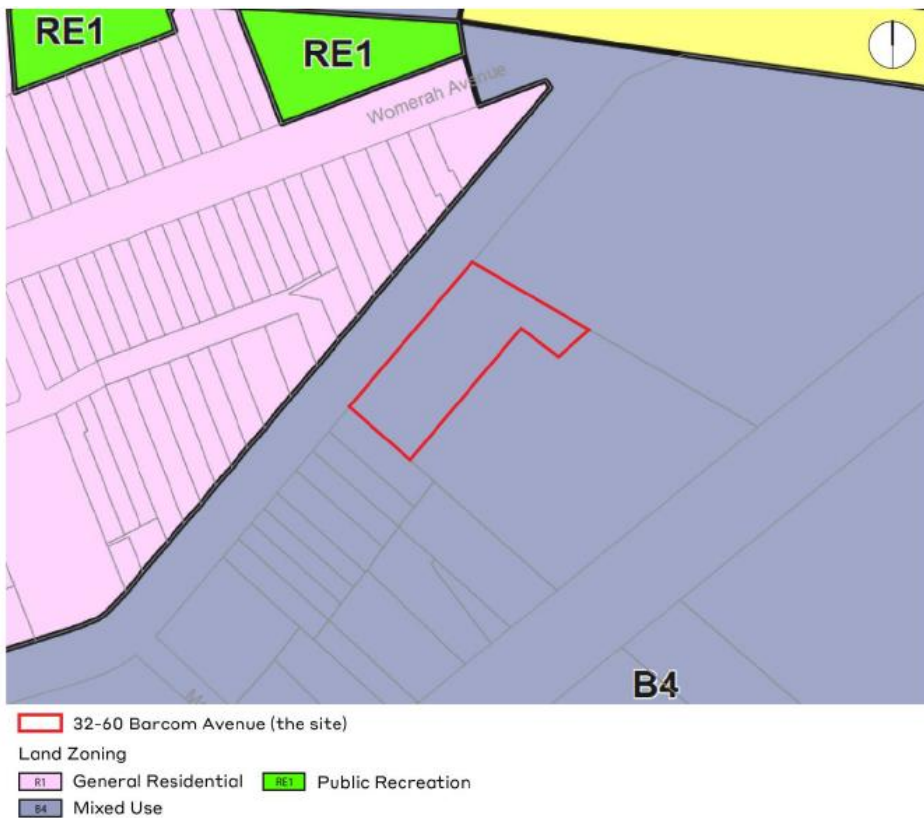 RE1
RE1
Womerah Avenue
B4
32-60 Barcom Avenue (the site)
Land Zoning
R1 General Residential RE1 Public Recreation
B4 Mixed Use